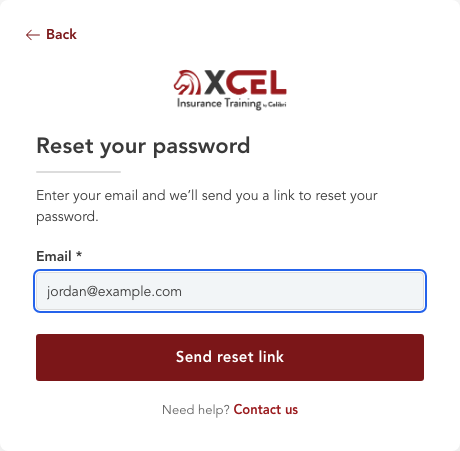 ← Back
XCEL
Insurance Training by Colibri
Reset your password
Enter your email and we’ll send you a link to reset your
password.
Email *
jordan@example.com
Send reset link
Need help? Contact us